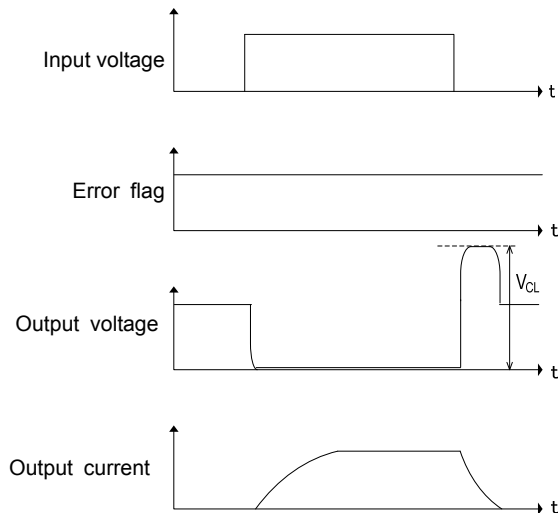 Input voltage
t
Error flag
t
V_CL
Output voltage
t
Output current
t